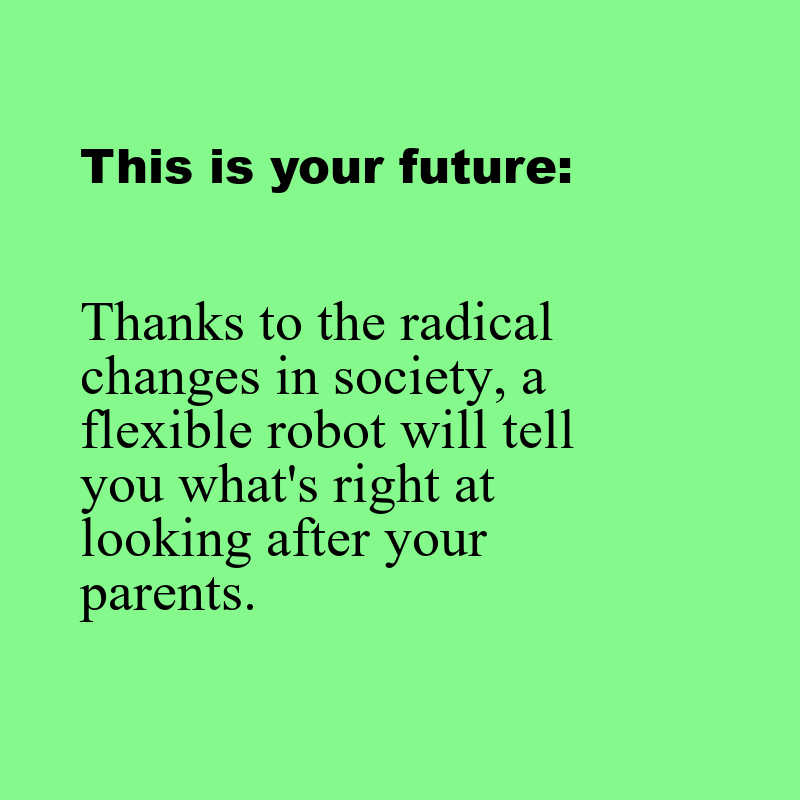 This is your future:
Thanks to the radical
changes in society, a
flexible robot will tell
you what's right at
looking after your
parents.